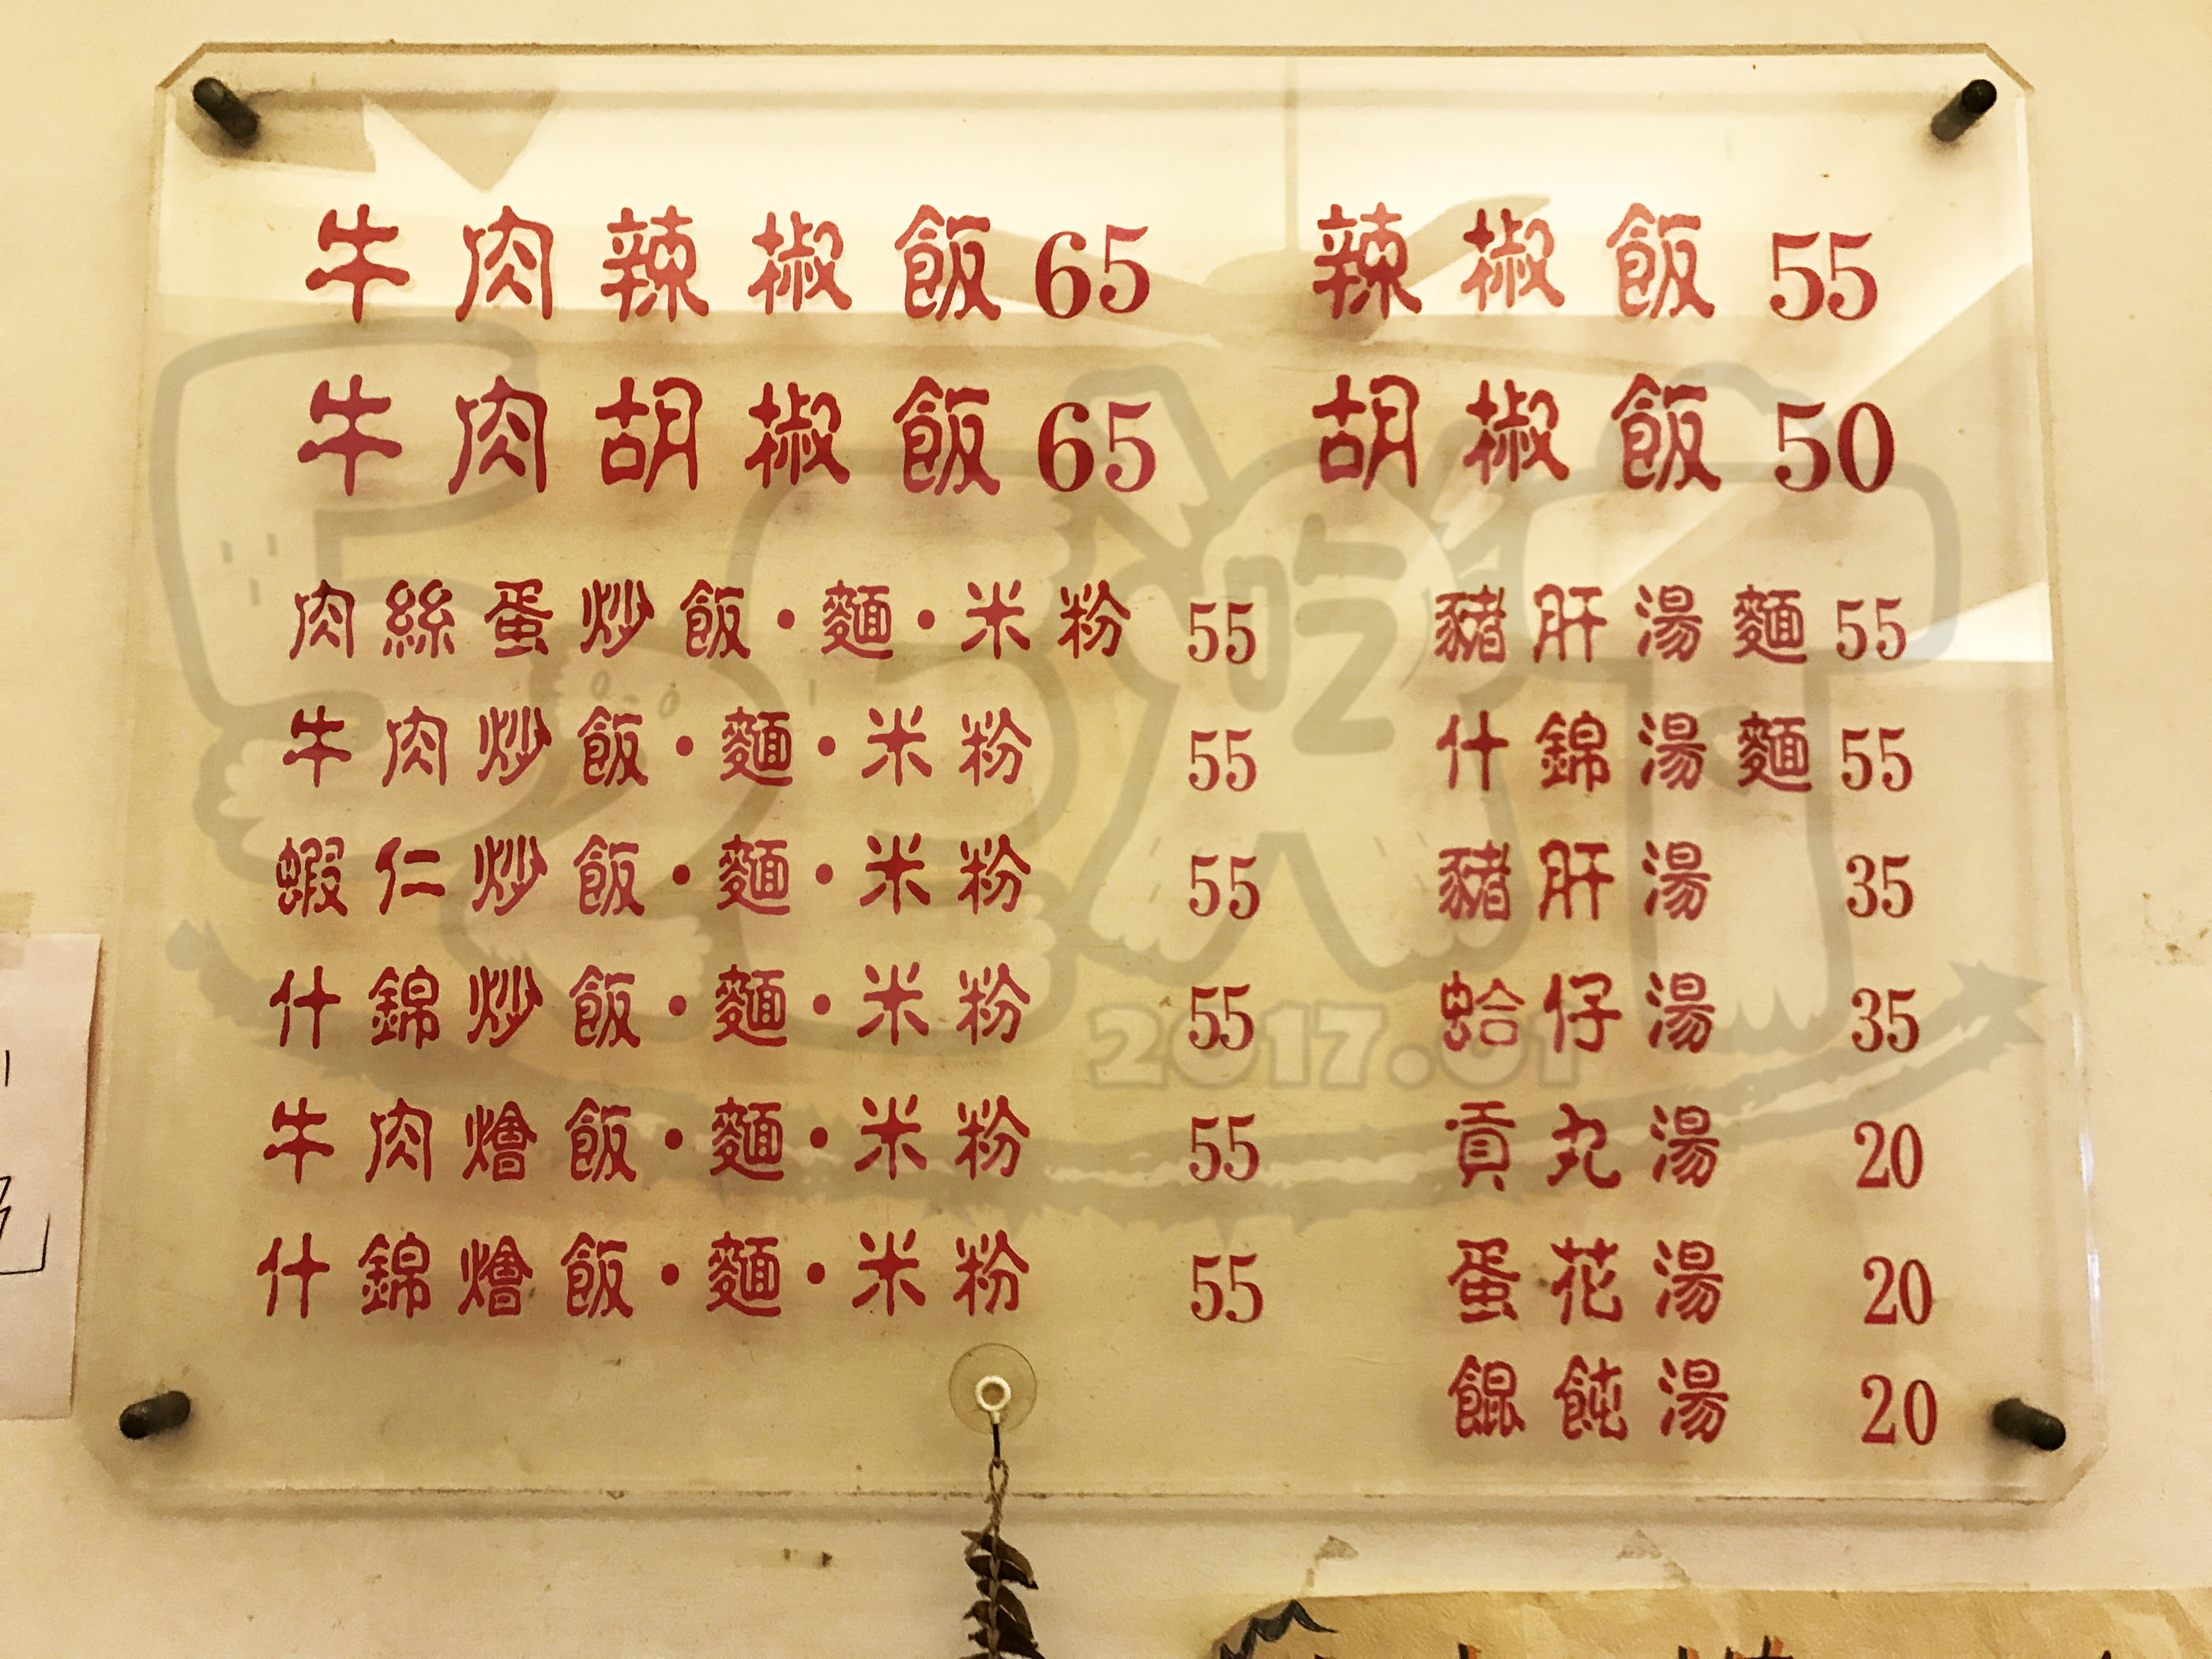 牛肉辣椒飯65 辣椒飯 55
牛肉胡椒飯65 胡椒飯 50
肉絲蛋炒飯·麵·米粉 55 豬肝湯麵 55
牛肉炒飯·麵·米粉 55 什錦湯麵 55
蝦仁炒飯·麵·米粉 55 豬肝湯 35
什錦炒飯·麵·米粉 55 蛤仔湯 35
牛肉燴飯·麵·米粉 55 貢丸湯 20
什錦燴飯·麵·米粉 55 蛋花湯 20
餛飩湯 20
吃
2017.01